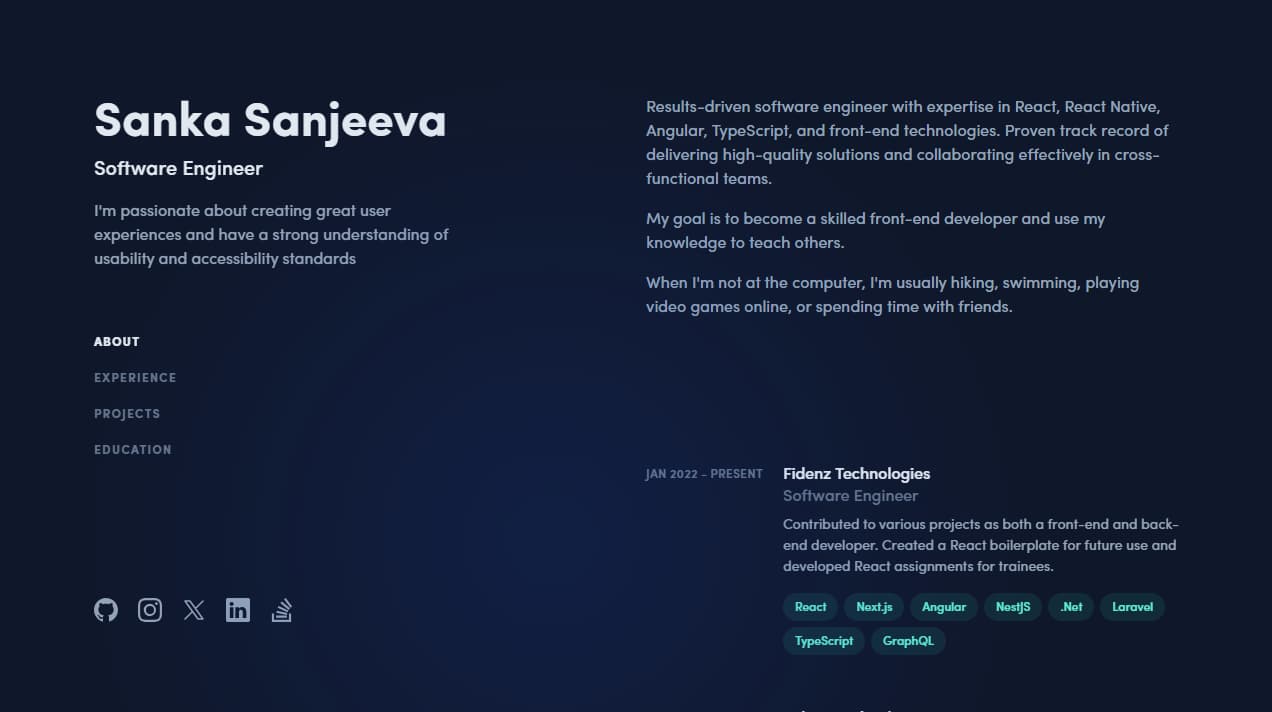 Sanka Sanjeeva
Software Engineer
I'm passionate about creating great user
experiences and have a strong understanding of
usability and accessibility standards
ABOUT
EXPERIENCE
PROJECTS
EDUCATION
Results-driven software engineer with expertise in React, React Native,
Angular, TypeScript, and front-end technologies. Proven track record of
delivering high-quality solutions and collaborating effectively in cross-
functional teams.
My goal is to become a skilled front-end developer and use my
knowledge to teach others.
When I'm not at the computer, I'm usually hiking, swimming, playing
video games online, or spending time with friends.
JAN 2022 - PRESENT
Fidenz Technologies
Software Engineer
Contributed to various projects as both a front-end and back-
end developer. Created a React boilerplate for future use and
developed React assignments for trainees.
React Next.js Angular NestJS .Net Laravel
TypeScript GraphQL